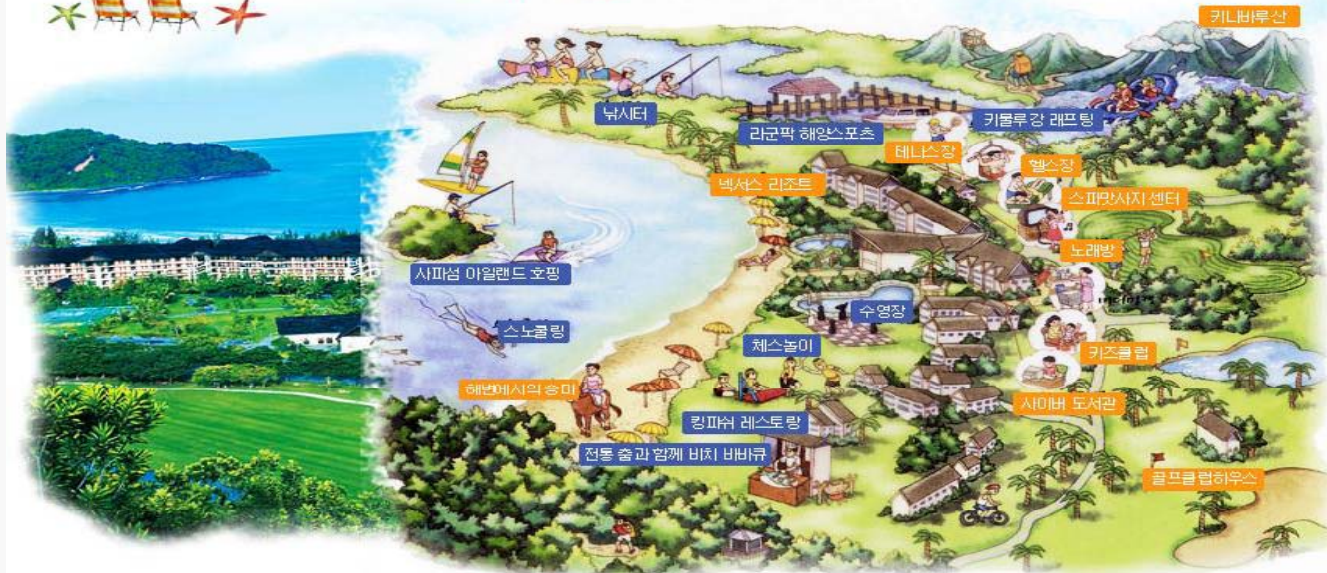 키나바루산
낚시터
라군팍 해양스포츠
키물루강 래프팅
테니스장
헬스장
넥서스 리조트
스파맛사지 센터
노래방
사피섬 아일랜드 호핑
수영장
스노쿨링
체스놀이
키즈클럽
해변에서의 승마
사이버 도서관
킹피쉬 레스토랑
전통 춤과 함께 비치 바바큐
골프클럽하우스